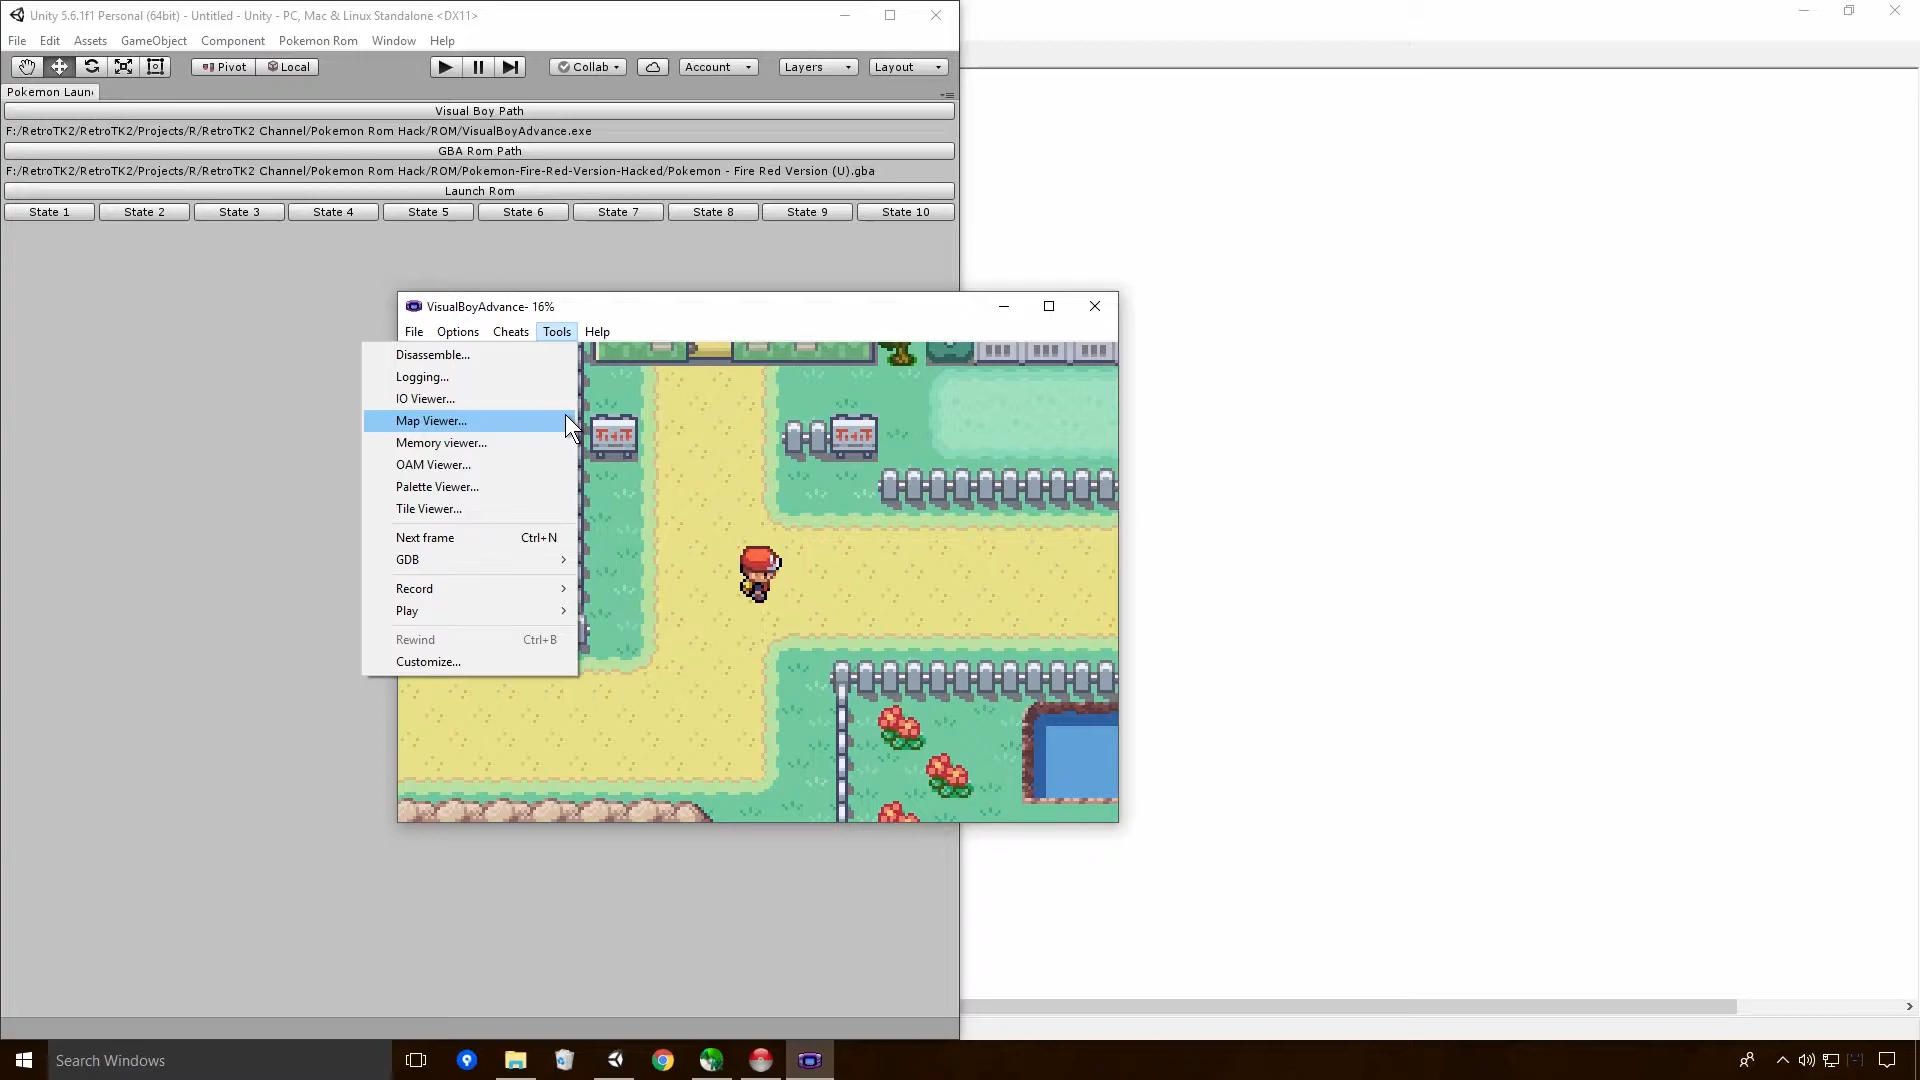 Unity 5.6.1f1 Personal (64bit) - Untitled - Unity - PC, Mac & Linux Standalone <DX11>
File Edit Assets GameObject Component Pokemon Rom Window Help
Pivot Local Collab Account Layers Layout
Pokemon Laun
Visual Boy Path
F:/RetroTK2/RetroTK2/Projects/R/RetroTK2 Channel/Pokemon Rom Hack/ROM/VisualBoyAdvance.exe
GBA Rom Path
F:/RetroTK2/RetroTK2/Projects/R/RetroTK2 Channel/Pokemon Rom Hack/ROM/Pokemon-Fire-Red-Version-Hacked/Pokemon - Fire Red Version (U).gba
Launch Rom
State 1 State 2 State 3 State 4 State 5 State 6 State 7 State 8 State 9 State 10
VisualBoyAdvance- 16%
File Options Cheats Tools Help
Disassemble...
Logging...
IO Viewer...
Map Viewer...
Memory viewer...
OAM Viewer...
Palette Viewer...
Tile Viewer...
Next frame Ctrl+N
GDB
Record
Play
Rewind Ctrl+B
Customize...
Search Windows